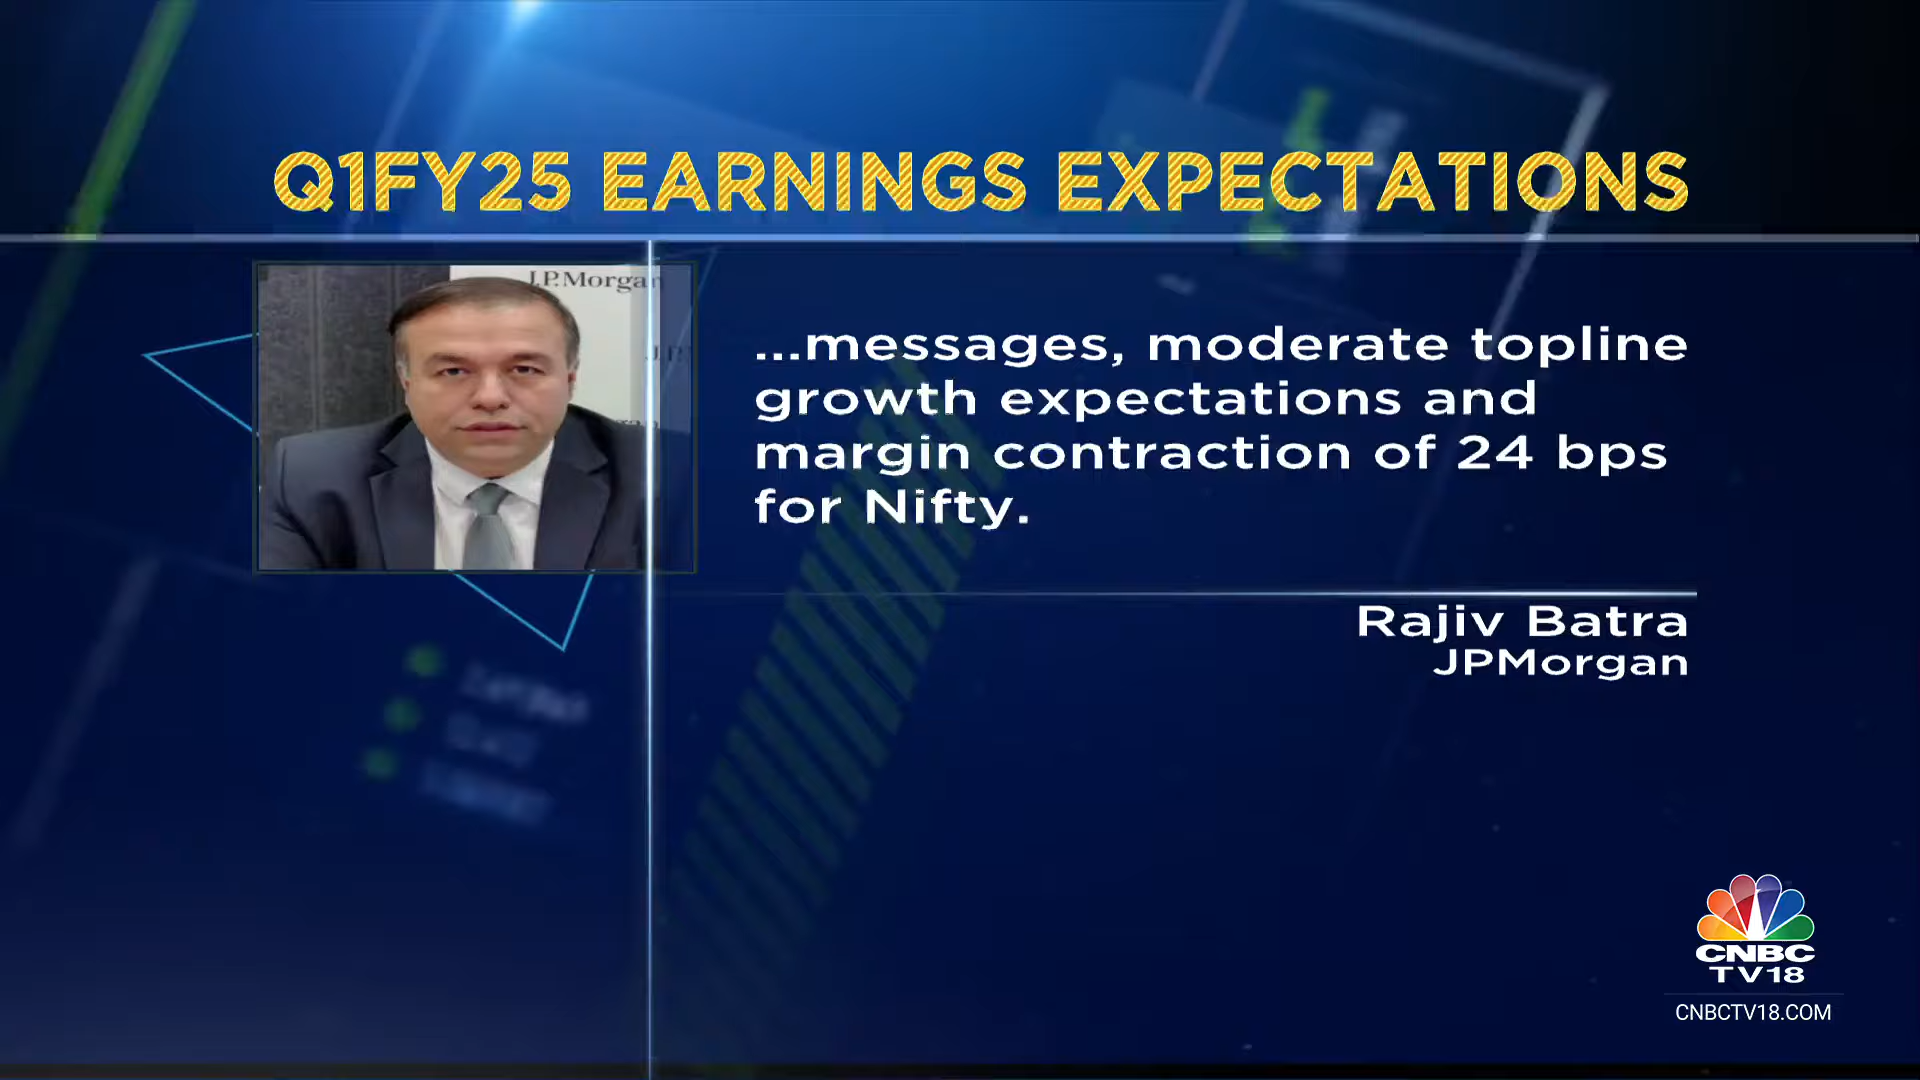 Q1FY25 EARNINGS EXPECTATIONS
J.P.Morgan
...messages, moderate topline
growth expectations and
margin contraction of 24 bps
for Nifty.
Rajiv Batra
JPMorgan
CNBC
TV18
CNBCTV18.COM